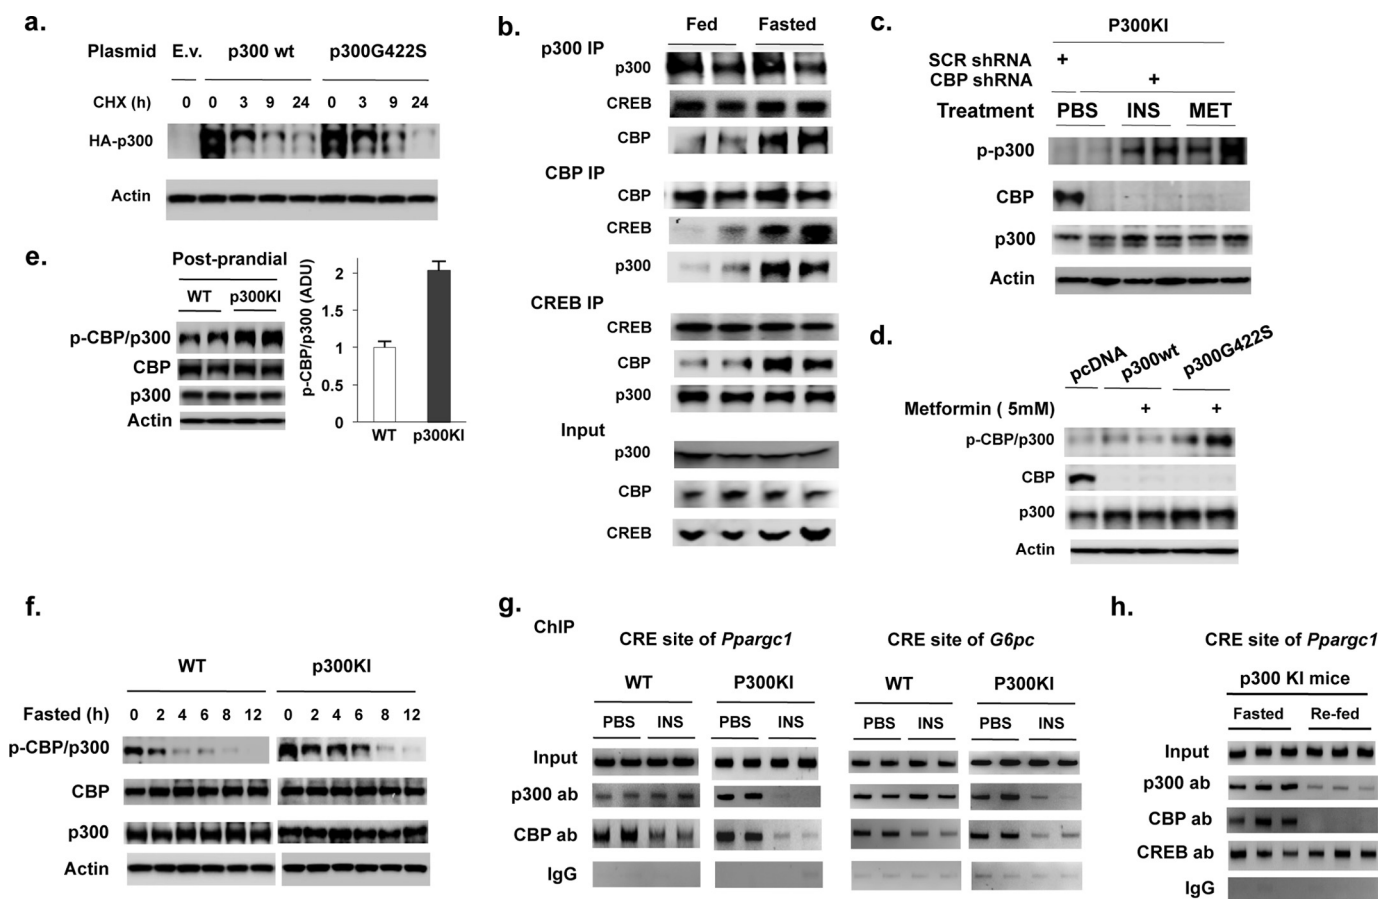 a.
Plasmid E.v. p300 wt p300G422S
CHX (h) 0 0 3 9 24 0 3 9 24
HA-p300
Actin
b.
Fed Fasted
p300 IP
p300
CREB
CBP
CBP IP
CBP
CREB
p300
CREB IP
CREB
CBP
p300
Input
p300
CBP
CREB
c.
P300KI
SCR shRNA +
CBP shRNA +
Treatment PBS INS MET
p-p300
CBP
p300
Actin
d.
pcDNA p300wt p300G422S
Metformin ( 5mM) + +
p-CBP/p300
CBP
p300
Actin
e.
Post-prandial
WT p300KI
p-CBP/p300
CBP
p300
Actin
p-CBP/p300 (ADU)
2
1.5
1
0.5
0
WT p300KI
f.
WT p300KI
Fasted (h) 0 2 4 6 8 12 0 2 4 6 8 12
p-CBP/p300
CBP
p300
Actin
g.
ChIP
CRE site of Ppargc1 CRE site of G6pc
WT P300KI WT P300KI
PBS INS PBS INS PBS INS PBS INS
Input
p300 ab
CBP ab
IgG
h.
CRE site of Ppargc1
p300 KI mice
Fasted Re-fed
Input
p300 ab
CBP ab
CREB ab
IgG